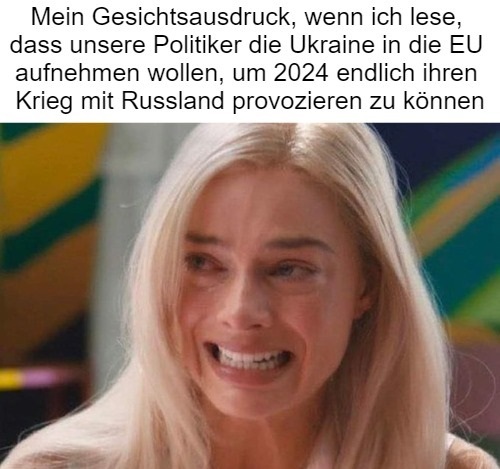 Mein Gesichtsausdruck, wenn ich lese,
dass unsere Politiker die Ukraine in die EU
aufnehmen wollen, um 2024 endlich ihren
Krieg mit Russland provozieren zu können